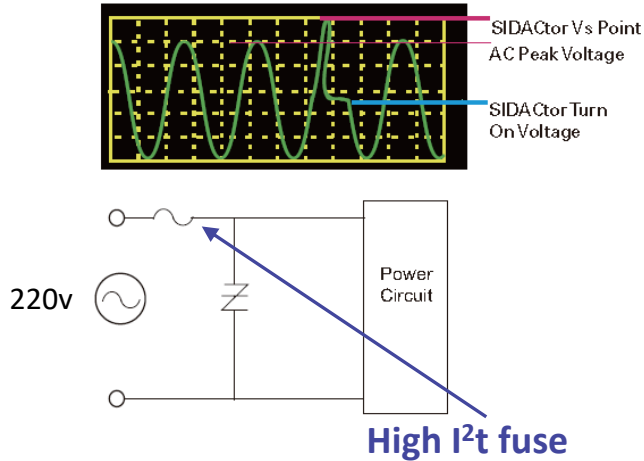 SIDACtor Vs Point
AC Peak Voltage
SIDACtor Turn
On Voltage
220v
Power
Circuit
High I²t fuse